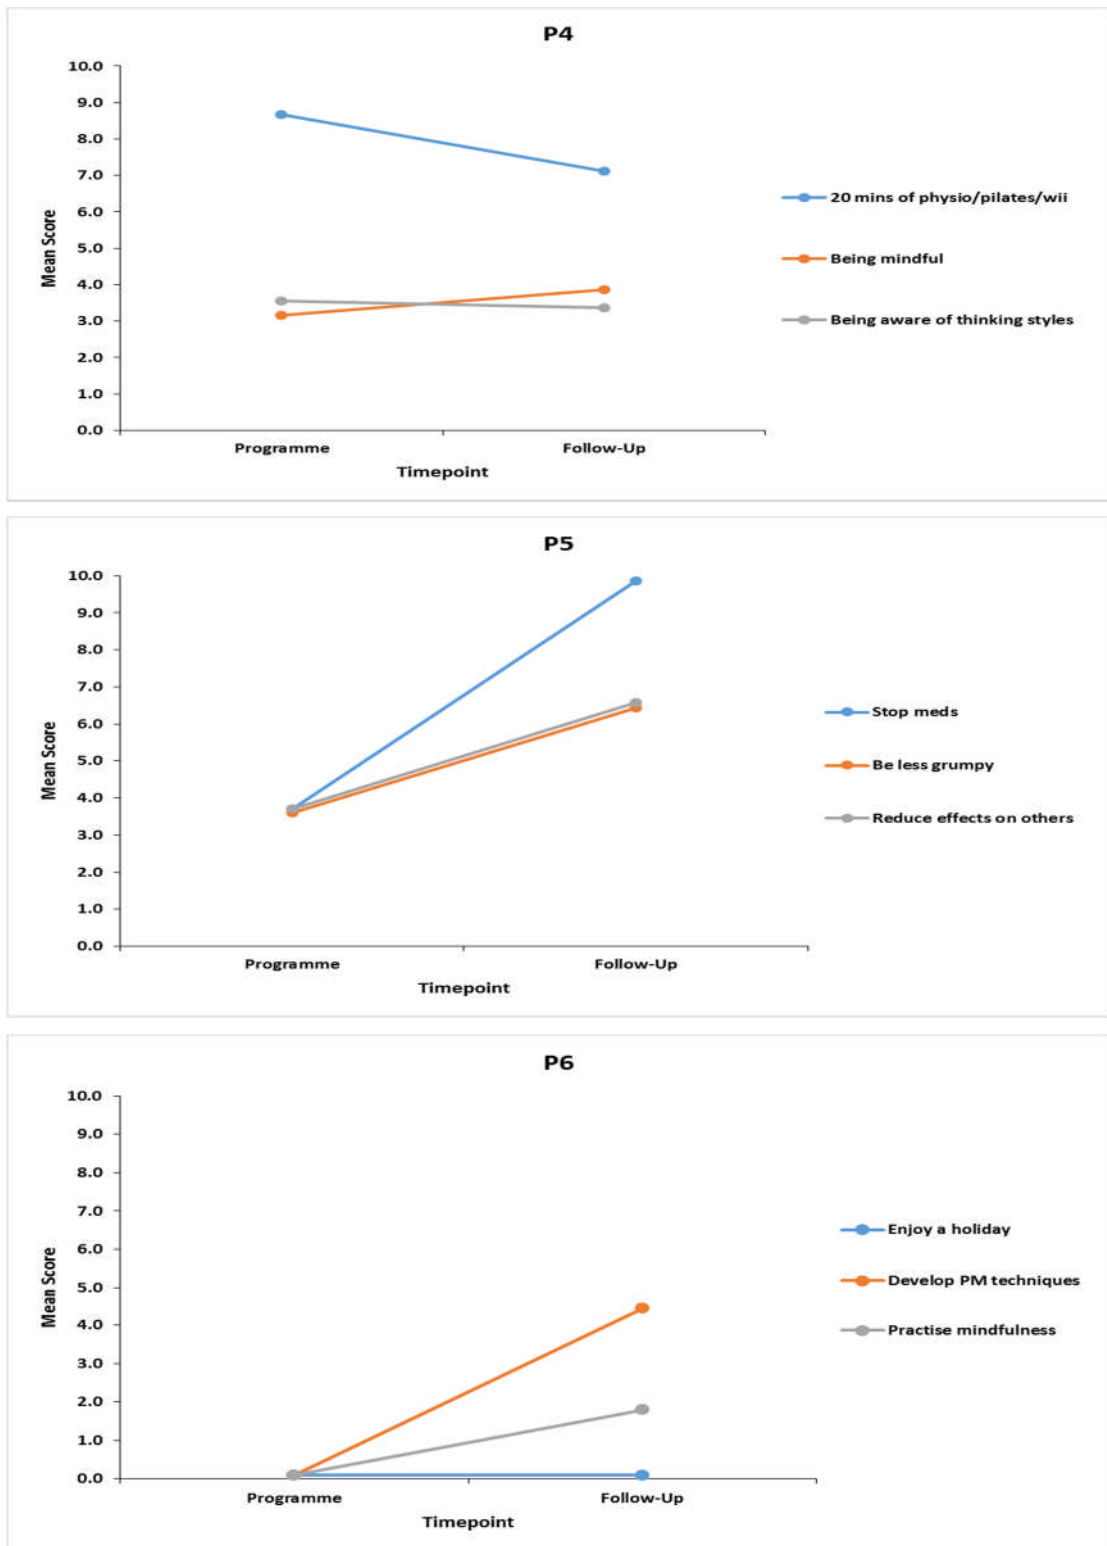 P4
10.0
9.0
8.0
7.0
6.0
5.0
4.0
3.0
2.0
1.0
0.0
Mean Score
Programme
Follow-Up
Timepoint
20 mins of physio/pilates/wii
Being mindful
Being aware of thinking styles
P5
10.0
9.0
8.0
7.0
6.0
5.0
4.0
3.0
2.0
1.0
0.0
Mean Score
Programme
Follow-Up
Timepoint
Stop meds
Be less grumpy
Reduce effects on others
P6
10.0
9.0
8.0
7.0
6.0
5.0
4.0
3.0
2.0
1.0
0.0
Mean Score
Programme
Follow-Up
Timepoint
Enjoy a holiday
Develop PM techniques
Practise mindfulness